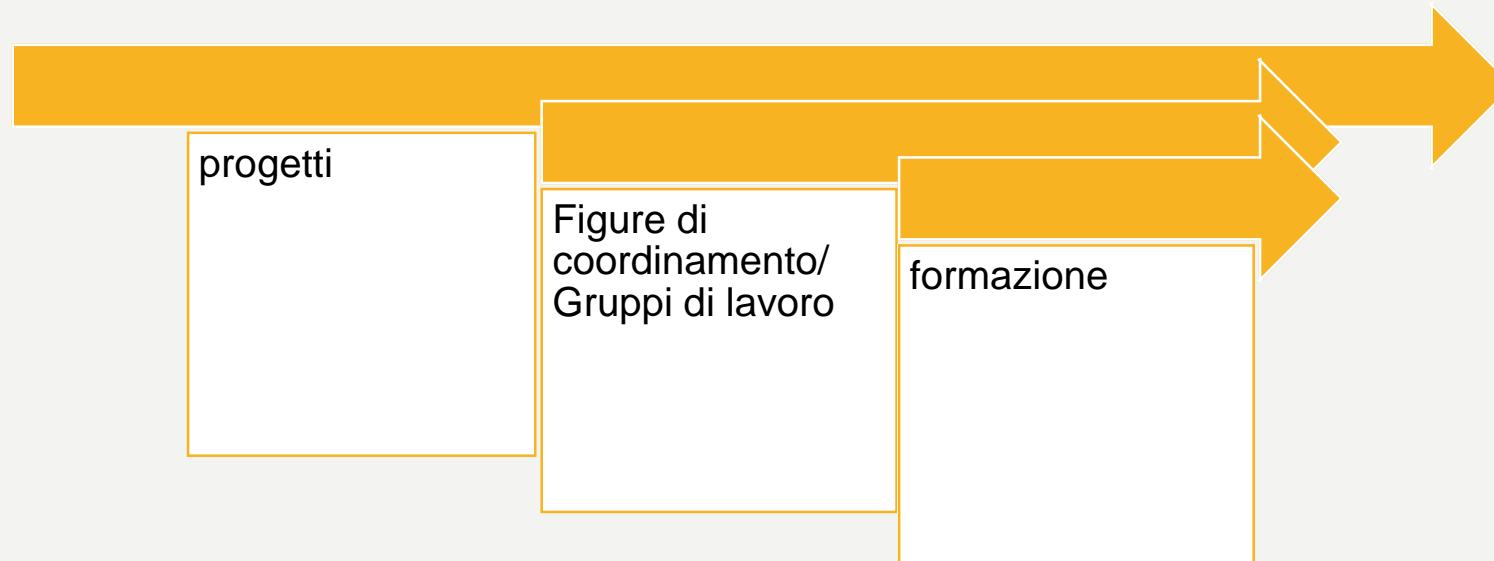 progetti
Figure di
coordinamento/
Gruppi di lavoro
formazione